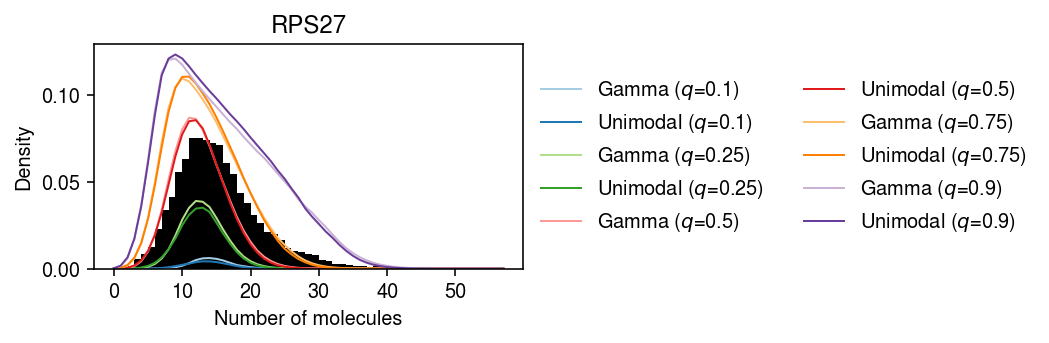 RPS27
Density
0.10
0.05
0.00
0
10
20
30
40
50
Number of molecules
Gamma (q=0.1)
Unimodal (q=0.1)
Gamma (q=0.25)
Unimodal (q=0.25)
Gamma (q=0.5)
Unimodal (q=0.5)
Gamma (q=0.75)
Unimodal (q=0.75)
Gamma (q=0.9)
Unimodal (q=0.9)